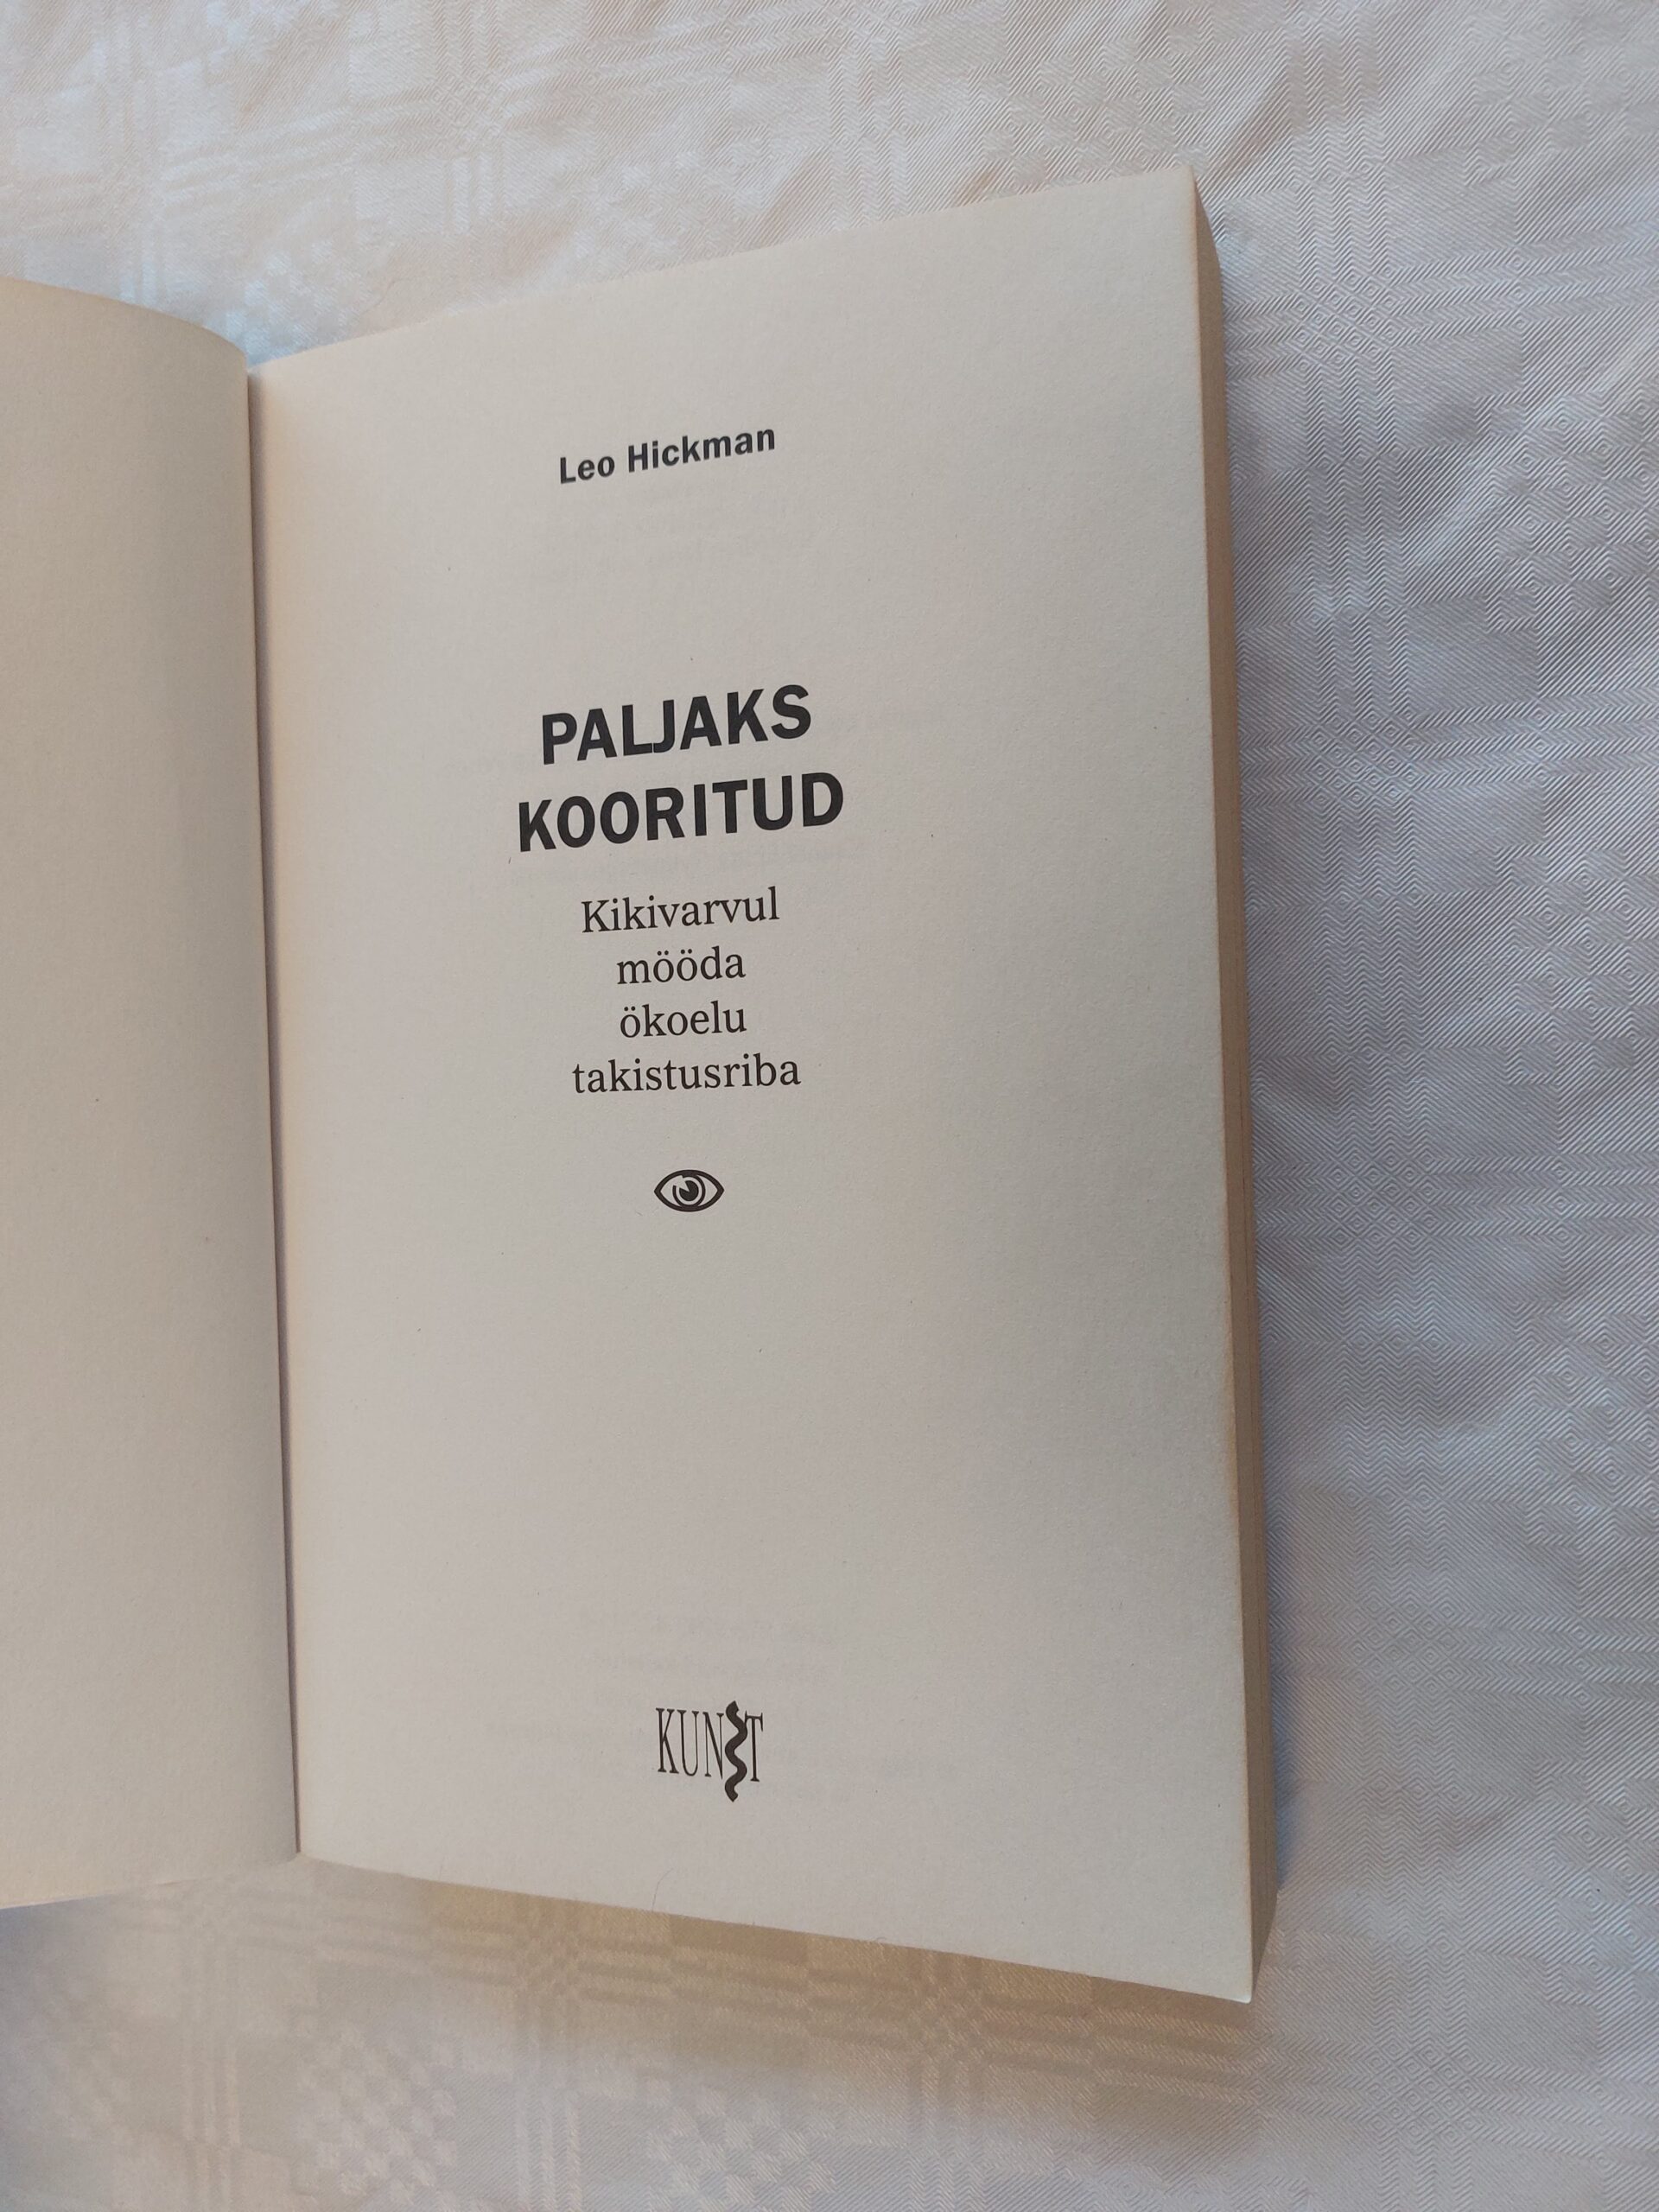 Leo Hickman
PALJAKS
KOORITUD
Kikivarvul
mööda
ökoelu
takistusriba
KUNST